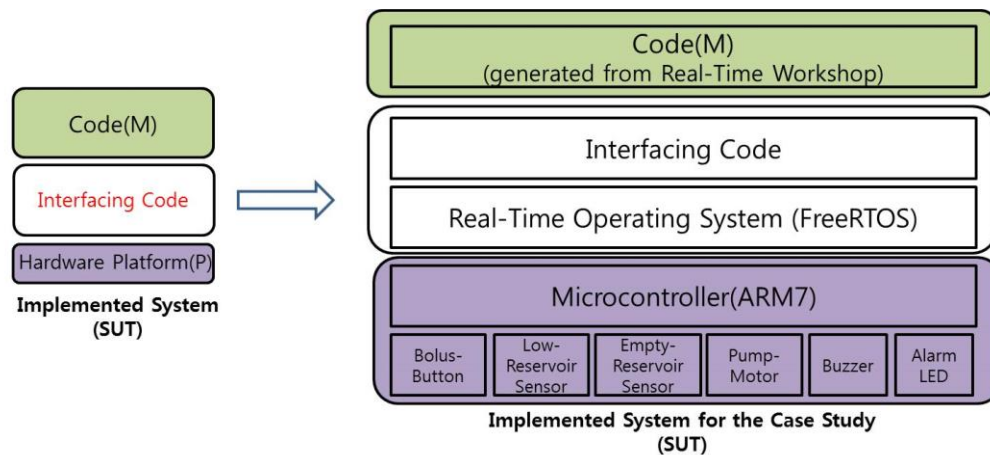 Code(M)
Interfacing Code
Hardware Platform(P)
Implemented System
(SUT)
Code(M)
(generated from Real-Time Workshop)
Interfacing Code
Real-Time Operating System (FreeRTOS)
Microcontroller(ARM7)
Bolus-
Button
Low-
Reservoir
Sensor
Empty-
Reservoir
Sensor
Pump-
Motor
Buzzer
Alarm
LED
Implemented System for the Case Study
(SUT)